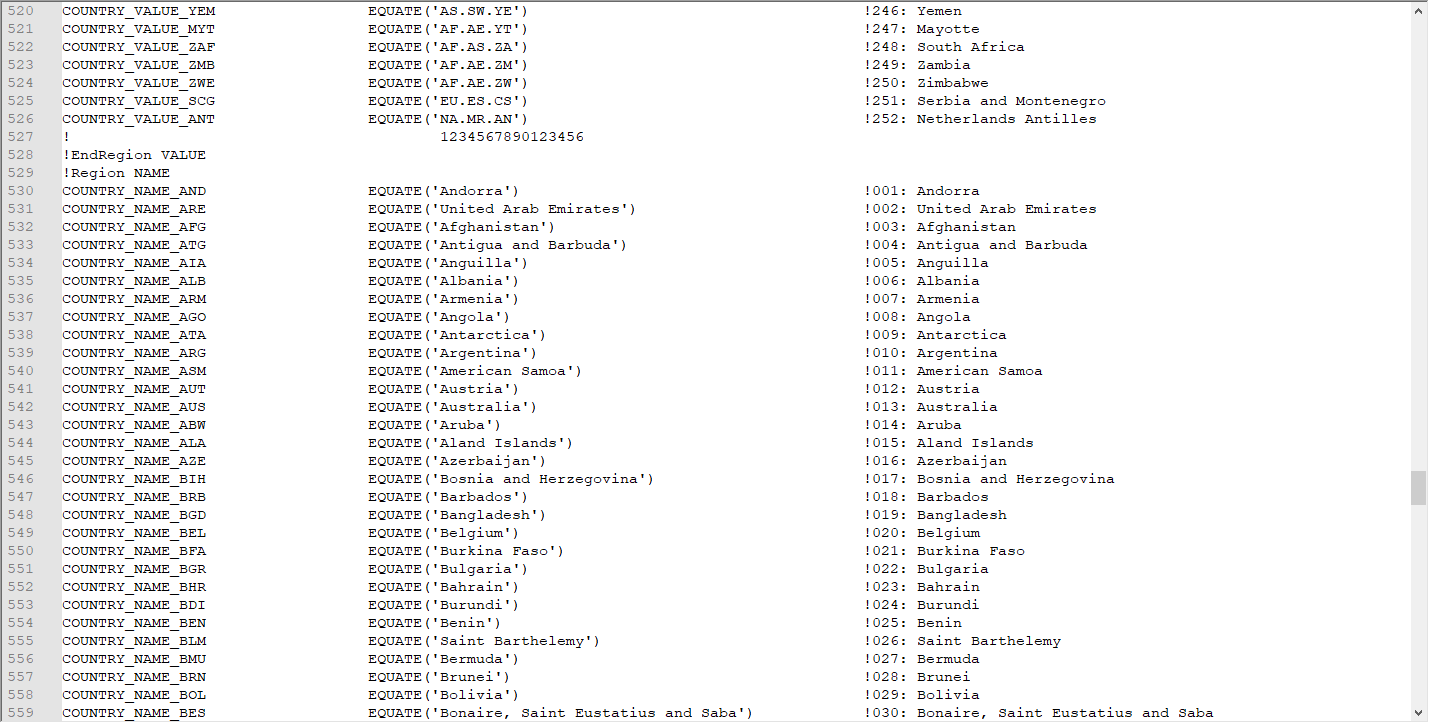 520 COUNTRY_VALUE_YEM EQUATE('AS.SW.YE') !246: Yemen
521 COUNTRY_VALUE_MYT EQUATE('AF.AE.YT') !247: Mayotte
522 COUNTRY_VALUE_ZAF EQUATE('AF.AS.ZA') !248: South Africa
523 COUNTRY_VALUE_ZMB EQUATE('AF.AE.ZM') !249: Zambia
524 COUNTRY_VALUE_ZWE EQUATE('AF.AE.ZW') !250: Zimbabwe
525 COUNTRY_VALUE_SCG EQUATE('EU.ES.CS') !251: Serbia and Montenegro
526 COUNTRY_VALUE_ANT EQUATE('NA.MR.AN') !252: Netherlands Antilles
527 ! 1234567890123456
528 !EndRegion VALUE
529 !Region NAME
530 COUNTRY_NAME_AND EQUATE('Andorra') !001: Andorra
531 COUNTRY_NAME_ARE EQUATE('United Arab Emirates') !002: United Arab Emirates
532 COUNTRY_NAME_AFG EQUATE('Afghanistan') !003: Afghanistan
533 COUNTRY_NAME_ATG EQUATE('Antigua and Barbuda') !004: Antigua and Barbuda
534 COUNTRY_NAME_AIA EQUATE('Anguilla') !005: Anguilla
535 COUNTRY_NAME_ALB EQUATE('Albania') !006: Albania
536 COUNTRY_NAME_ARM EQUATE('Armenia') !007: Armenia
537 COUNTRY_NAME_AGO EQUATE('Angola') !008: Angola
538 COUNTRY_NAME_ATA EQUATE('Antarctica') !009: Antarctica
539 COUNTRY_NAME_ARG EQUATE('Argentina') !010: Argentina
540 COUNTRY_NAME_ASM EQUATE('American Samoa') !011: American Samoa
541 COUNTRY_NAME_AUT EQUATE('Austria') !012: Austria
542 COUNTRY_NAME_AUS EQUATE('Australia') !013: Australia
543 COUNTRY_NAME_ABW EQUATE('Aruba') !014: Aruba
544 COUNTRY_NAME_ALA EQUATE('Aland Islands') !015: Aland Islands
545 COUNTRY_NAME_AZE EQUATE('Azerbaijan') !016: Azerbaijan
546 COUNTRY_NAME_BIH EQUATE('Bosnia and Herzegovina') !017: Bosnia and Herzegovina
547 COUNTRY_NAME_BRB EQUATE('Barbados') !018: Barbados
548 COUNTRY_NAME_BGD EQUATE('Bangladesh') !019: Bangladesh
549 COUNTRY_NAME_BEL EQUATE('Belgium') !020: Belgium
550 COUNTRY_NAME_BFA EQUATE('Burkina Faso') !021: Burkina Faso
551 COUNTRY_NAME_BGR EQUATE('Bulgaria') !022: Bulgaria
552 COUNTRY_NAME_BHR EQUATE('Bahrain') !023: Bahrain
553 COUNTRY_NAME_BDI EQUATE('Burundi') !024: Burundi
554 COUNTRY_NAME_BEN EQUATE('Benin') !025: Benin
555 COUNTRY_NAME_BLM EQUATE('Saint Barthelemy') !026: Saint Barthelemy
556 COUNTRY_NAME_BMU EQUATE('Bermuda') !027: Bermuda
557 COUNTRY_NAME_BRN EQUATE('Brunei') !028: Brunei
558 COUNTRY_NAME_BOL EQUATE('Bolivia') !029: Bolivia
559 COUNTRY_NAME_BES EQUATE('Bonaire, Saint Eustatius and Saba') !030: Bonaire, Saint Eustatius and Saba